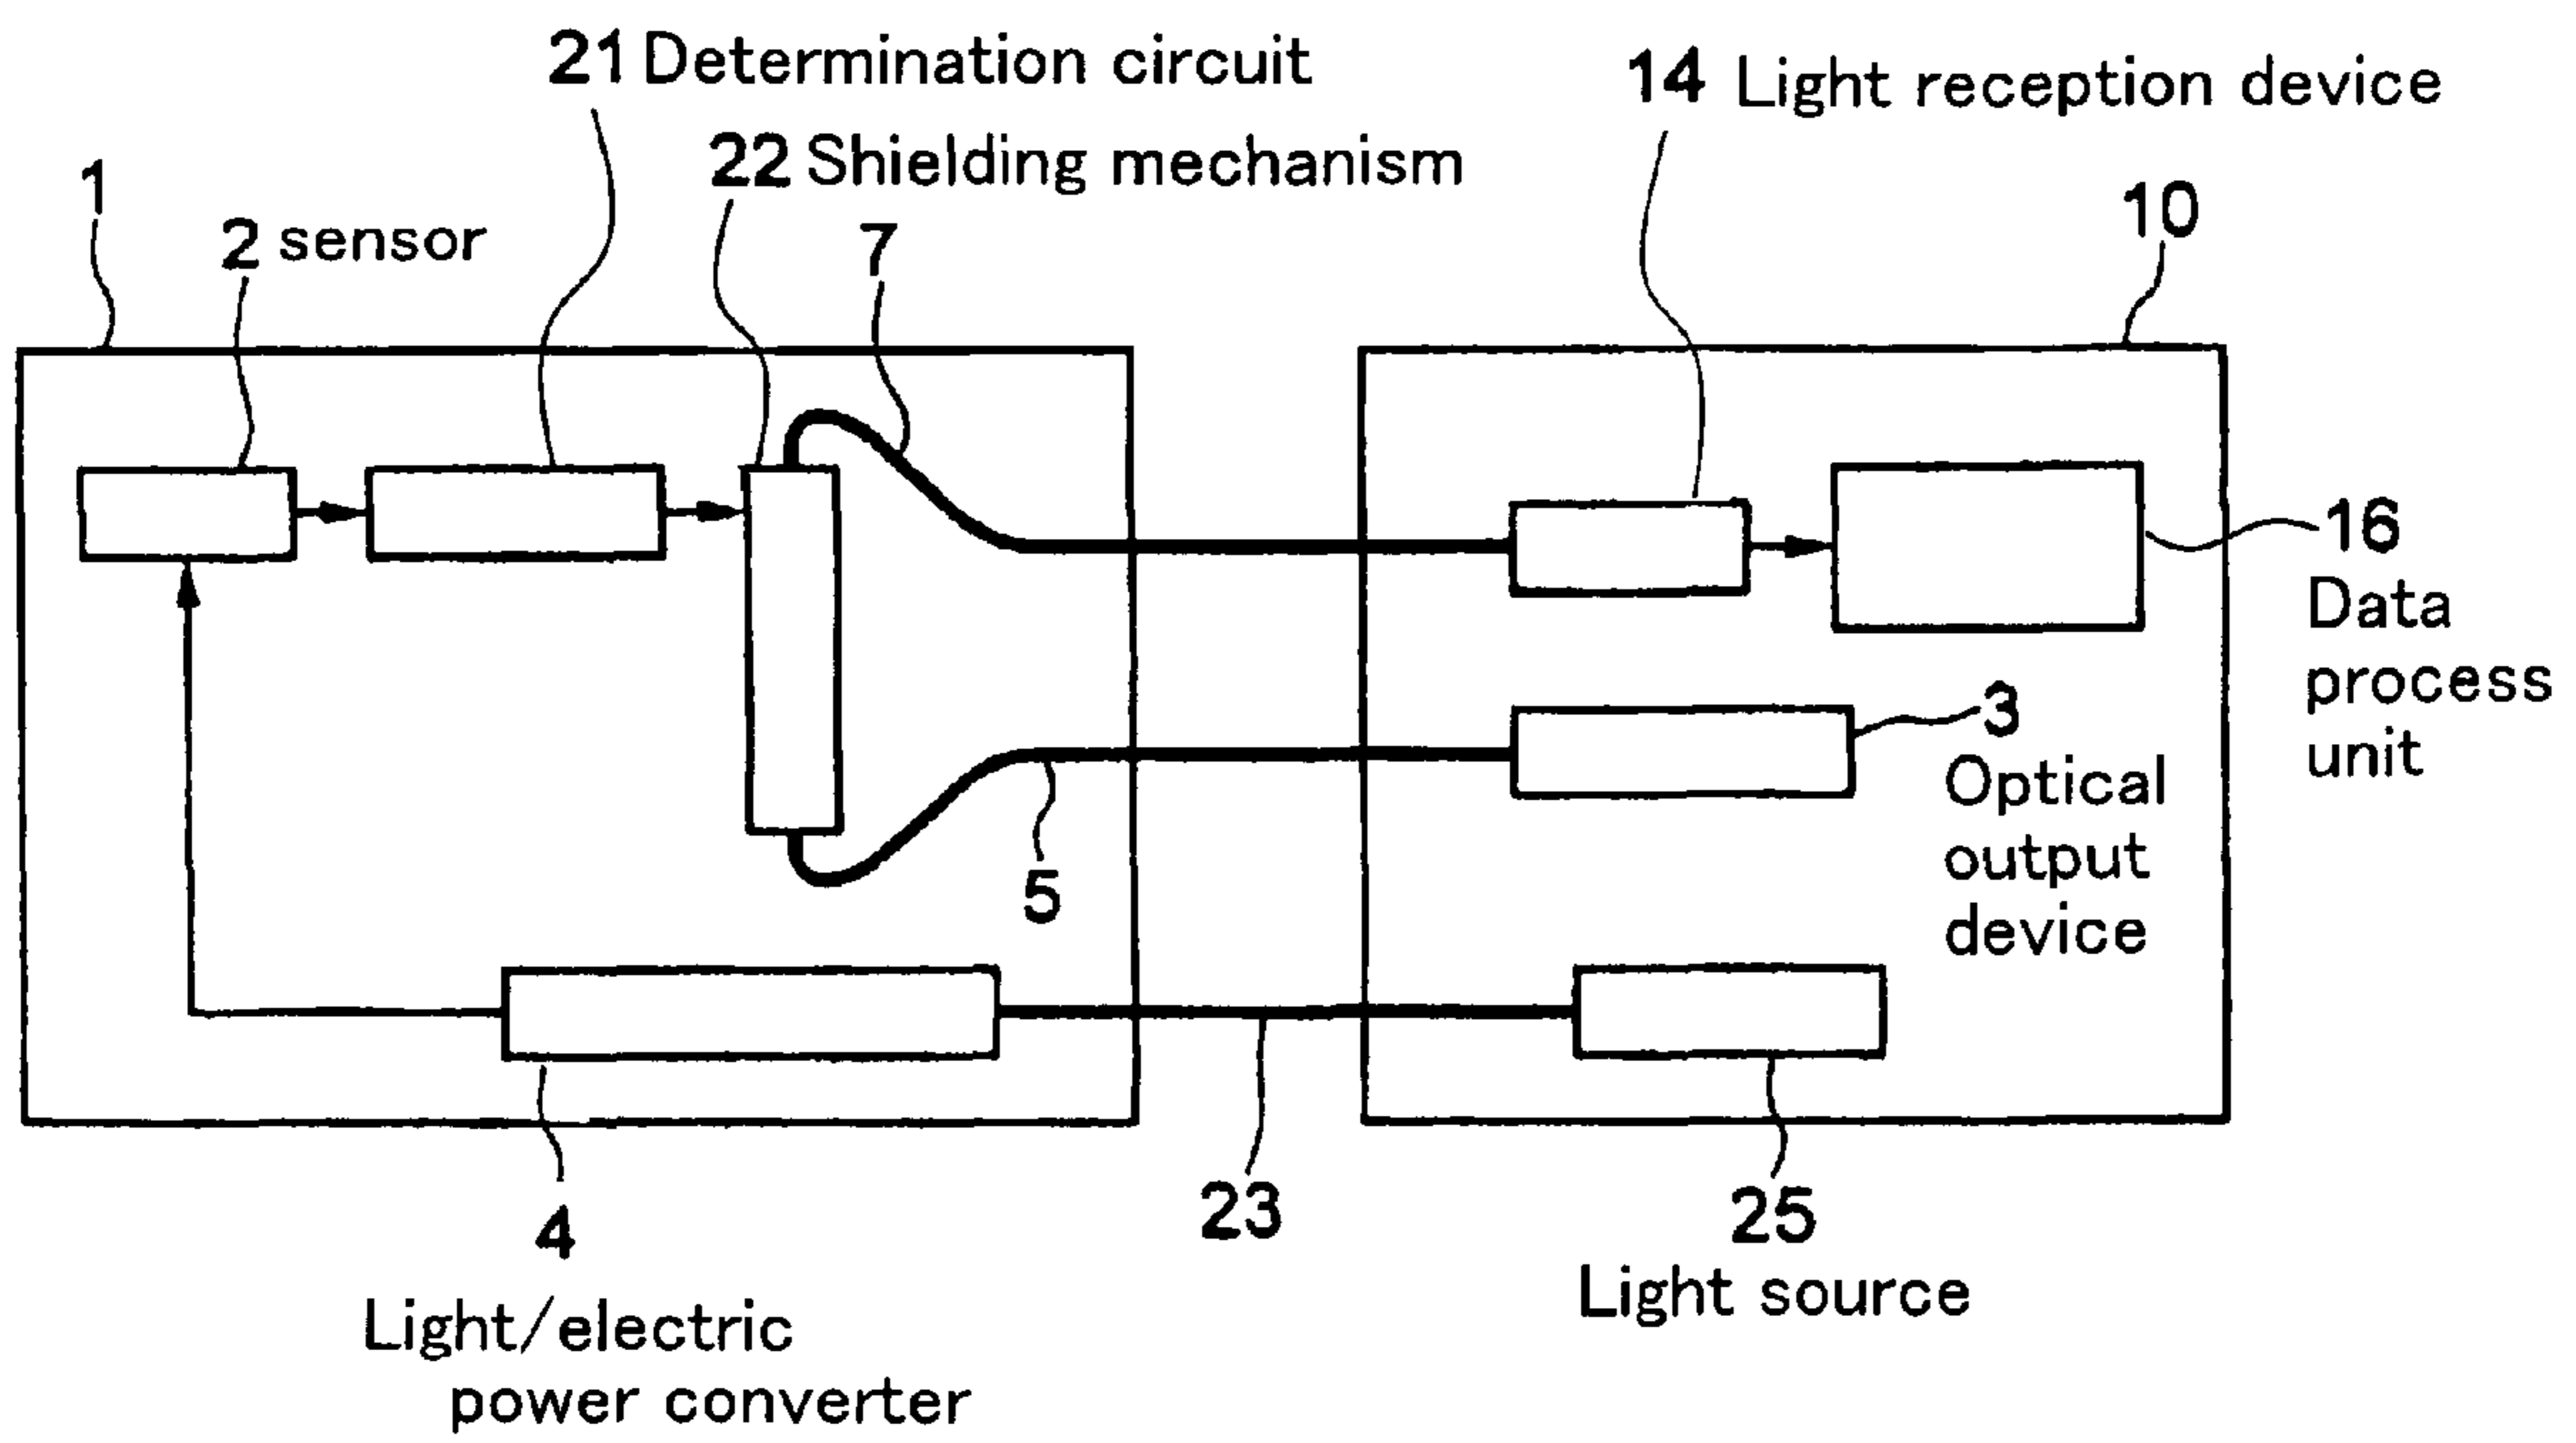 21 Determination circuit
14 Light reception device
22 Shielding mechanism
1
10
2 sensor
7
16
Data
process
unit
3
Optical
output
device
5
23
25
Light source
4
Light/electric
power converter